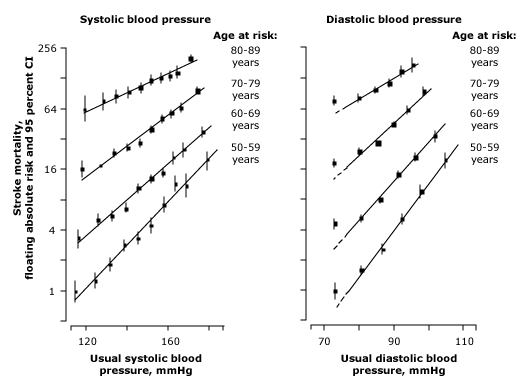 Systolic blood pressure
Diastolic blood pressure
Age at risk:
Age at risk:
256
64
16
4
1
80-89
years
70-79
years
60-69
years
50-59
years
80-89
years
70-79
years
60-69
years
50-59
years
Stroke mortality,
floating absolute risk and 95 percent CI
120
160
200
70
90
110
Usual systolic blood
pressure, mmHg
Usual diastolic blood
pressure, mmHg